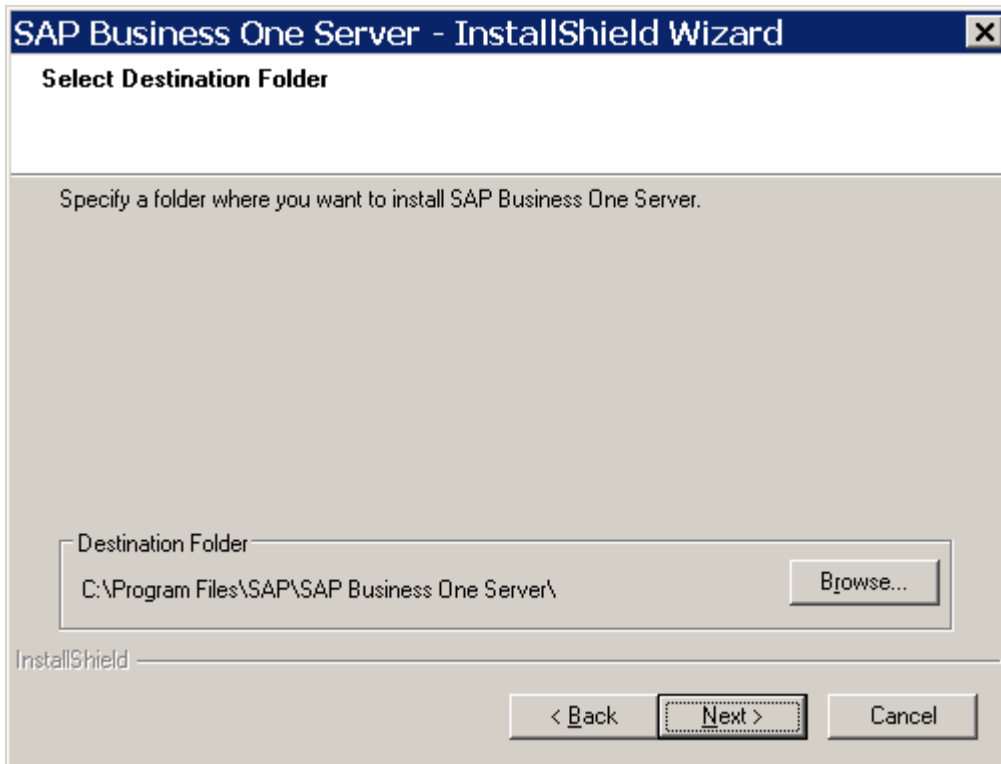 SAP Business One Server - InstallShield Wizard
Select Destination Folder
Specify a folder where you want to install SAP Business One Server.
Destination Folder
C:\Program Files\SAP\SAP Business One Server\
Browse...
InstallShield
< Back
Next >
Cancel